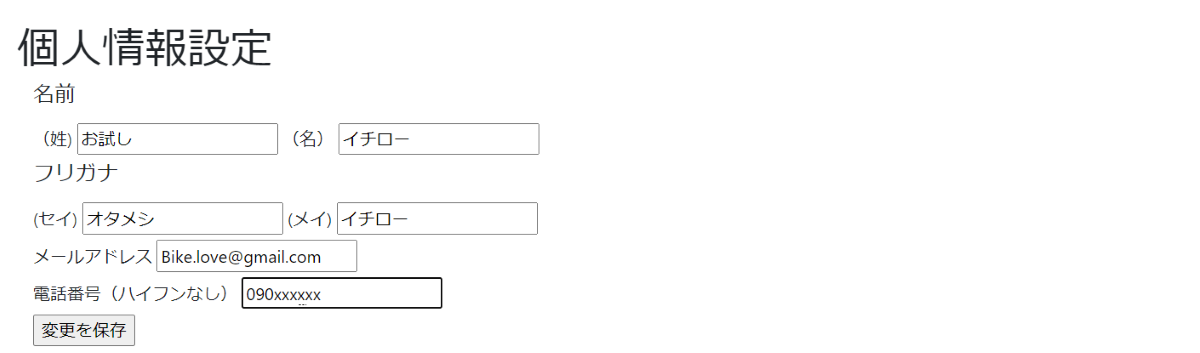 個人情報設定
名前
（姓) お試し （名） イチロー
フリガナ
(セイ) オタメシ (メイ) イチロー
メールアドレス Bike.love@gmail.com
電話番号（ハイフンなし） 090xxxxxx
変更を保存